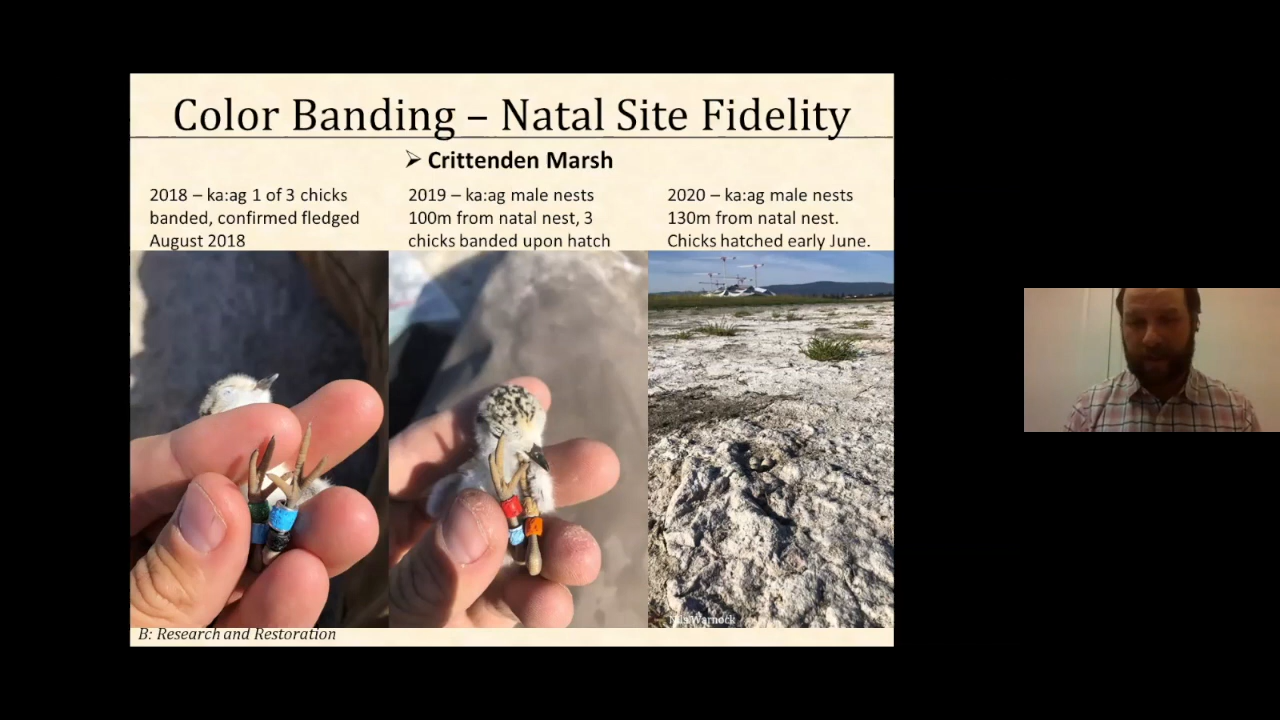 Color Banding – Natal Site Fidelity
➢ Crittenden Marsh
2018 – ka:ag 1 of 3 chicks
banded, confirmed fledged
August 2018
2019 – ka:ag male nests
100m from natal nest, 3
chicks banded upon hatch
2020 – ka:ag male nests
130m from natal nest.
Chicks hatched early June.
Nils Warnock
B: Research and Restoration